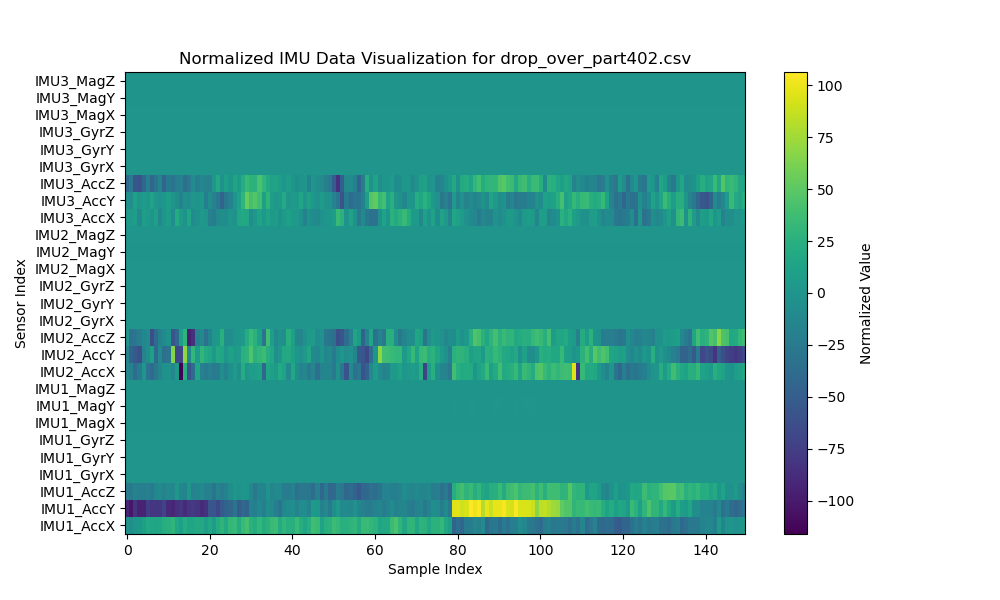 Normalized IMU Data Visualization for drop_over_part402.csv
IMU3_MagZ
IMU3_MagY
IMU3_MagX
IMU3_GyrZ
IMU3_GyrY
IMU3_GyrX
IMU3_AccZ
IMU3_AccY
IMU3_AccX
IMU2_MagZ
IMU2_MagY
IMU2_MagX
IMU2_GyrZ
IMU2_GyrY
IMU2_GyrX
IMU2_AccZ
IMU2_AccY
IMU2_AccX
IMU1_MagZ
IMU1_MagY
IMU1_MagX
IMU1_GyrZ
IMU1_GyrY
IMU1_GyrX
IMU1_AccZ
IMU1_AccY
IMU1_AccX
Sensor Index
0 20 40 60 80 100 120 140
Sample Index
100
75
50
25
0
−25
−50
−75
−100
Normalized Value